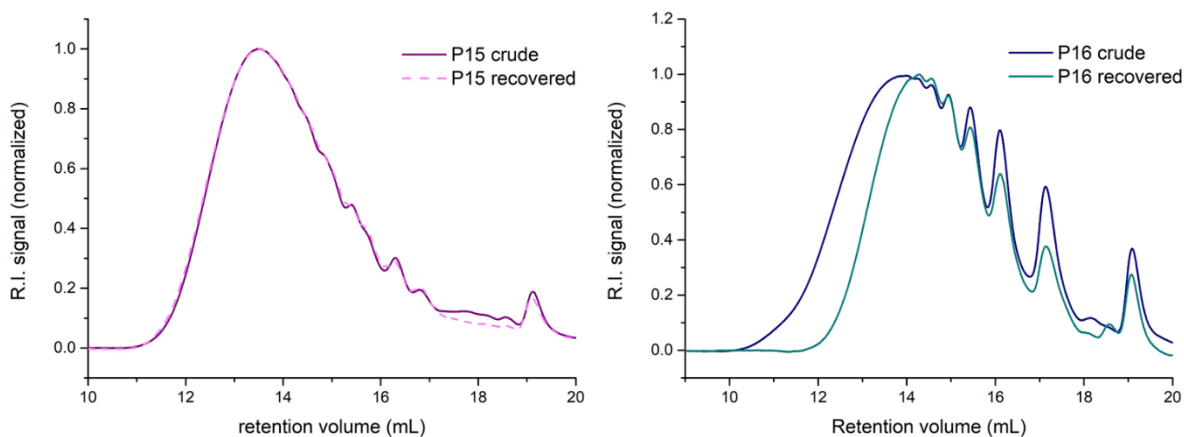 P15 crude
P15 recovered
R.I. signal (normalized)
1.0
0.8
0.6
0.4
0.2
0.0
10 12 14 16 18 20
retention volume (mL)
P16 crude
P16 recovered
R.I. signal (normalized)
1.2
1.0
0.8
0.6
0.4
0.2
0.0
10 12 14 16 18 20
Retention volume (mL)